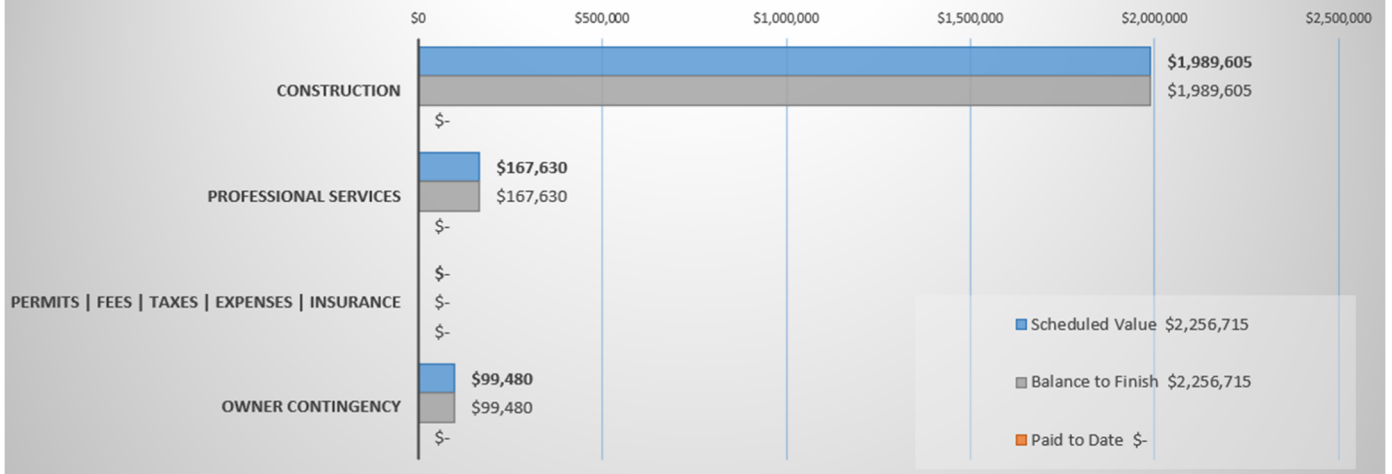 $0 $500,000 $1,000,000 $1,500,000 $2,000,000 $2,500,000
$1,989,605
CONSTRUCTION $1,989,605
$-
$167,630
PROFESSIONAL SERVICES $167,630
$-
$-
PERMITS | FEES | TAXES | EXPENSES | INSURANCE $-
$-
$99,480
OWNER CONTINGENCY $99,480
$-
Scheduled Value $2,256,715
Balance to Finish $2,256,715
Paid to Date $-